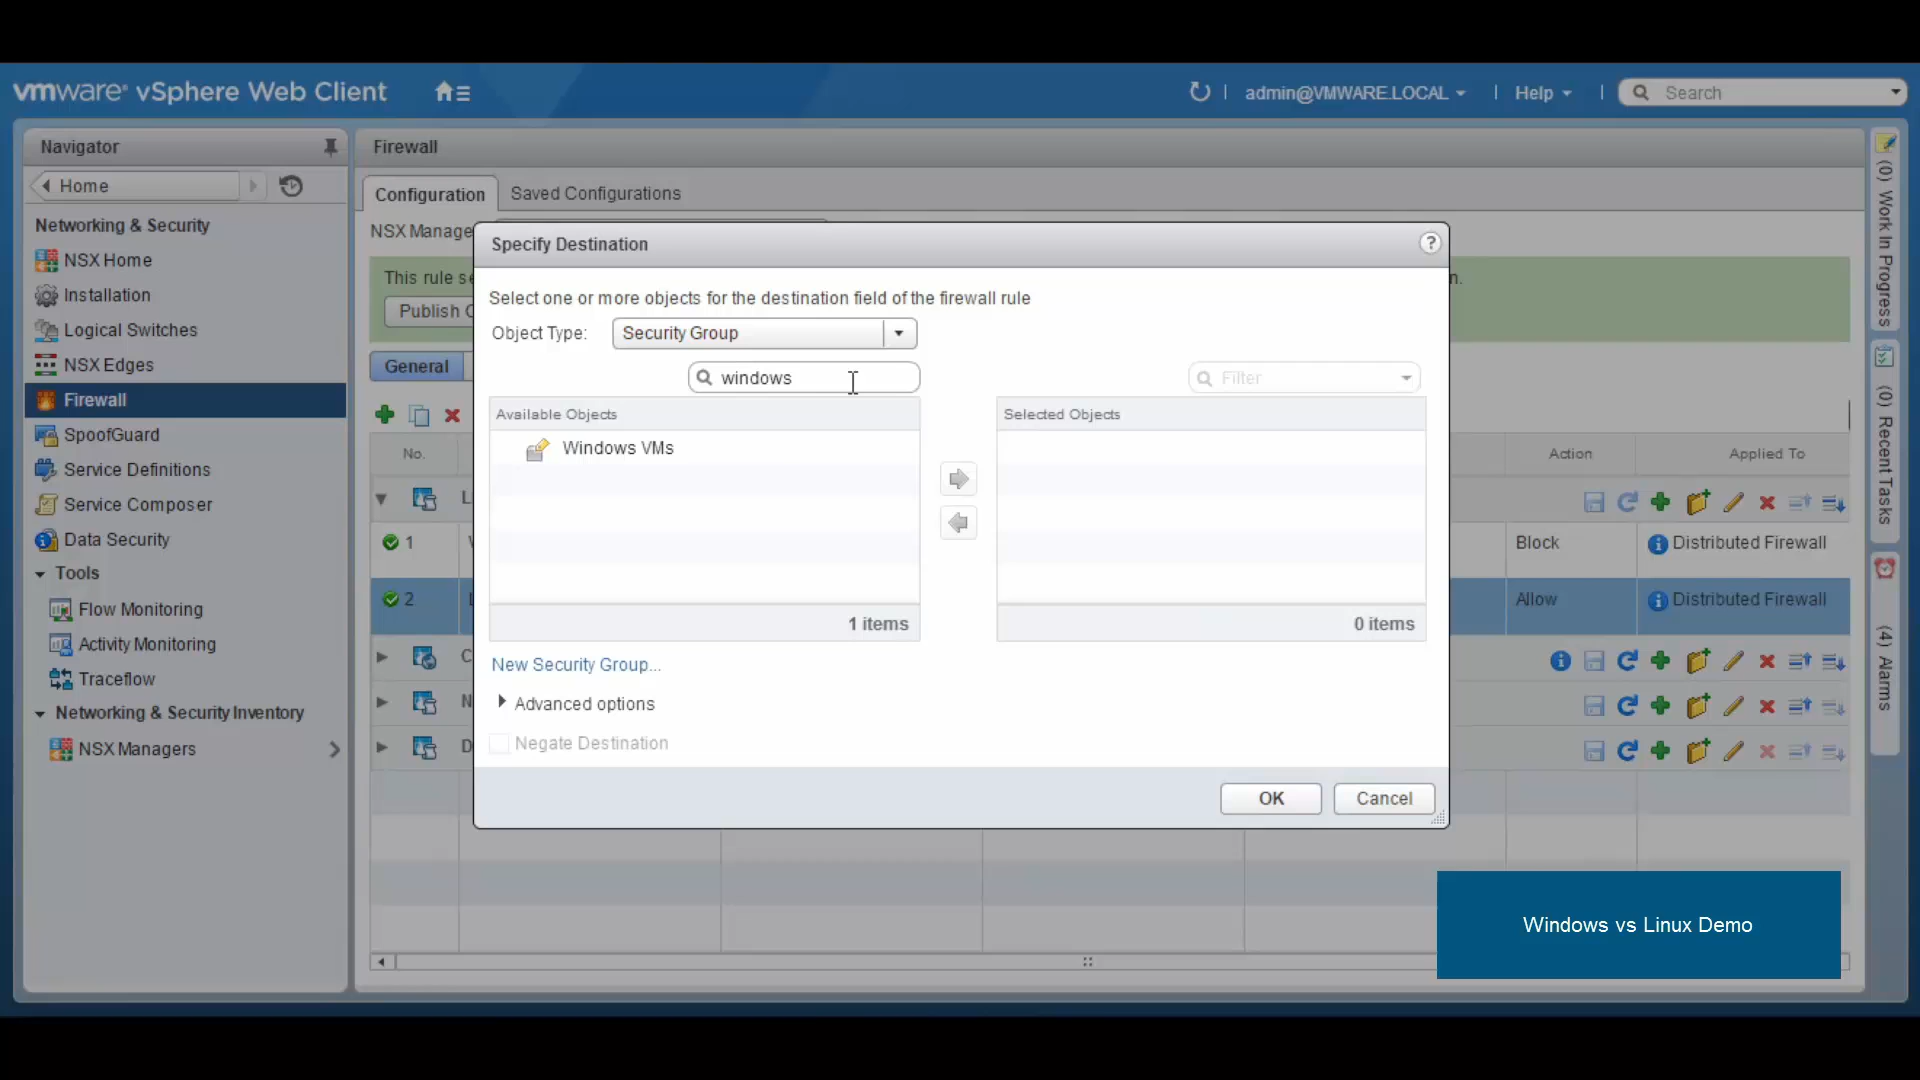 vmware® vSphere Web Client
admin@VMWARE.LOCAL
Help
Search
Navigator
Home
Networking & Security
NSX Home
Installation
Logical Switches
NSX Edges
Firewall
SpoofGuard
Service Definitions
Service Composer
Data Security
Tools
Flow Monitoring
Activity Monitoring
Traceflow
Networking & Security Inventory
NSX Managers
Firewall
Configuration
Saved Configurations
NSX Manage
This rule se
n.
Publish C
General
No.
Action
Applied To
L
1
Block
Distributed Firewall
2
Allow
Distributed Firewall
C
N
D
Specify Destination
?
Select one or more objects for the destination field of the firewall rule
Object Type:
Security Group
windows
Filter
Available Objects
Selected Objects
Windows VMs
1 items
0 items
New Security Group...
Advanced options
Negate Destination
OK
Cancel
(0) Work In Progress
(0) Recent Tasks
(4) Alarms
Windows vs Linux Demo